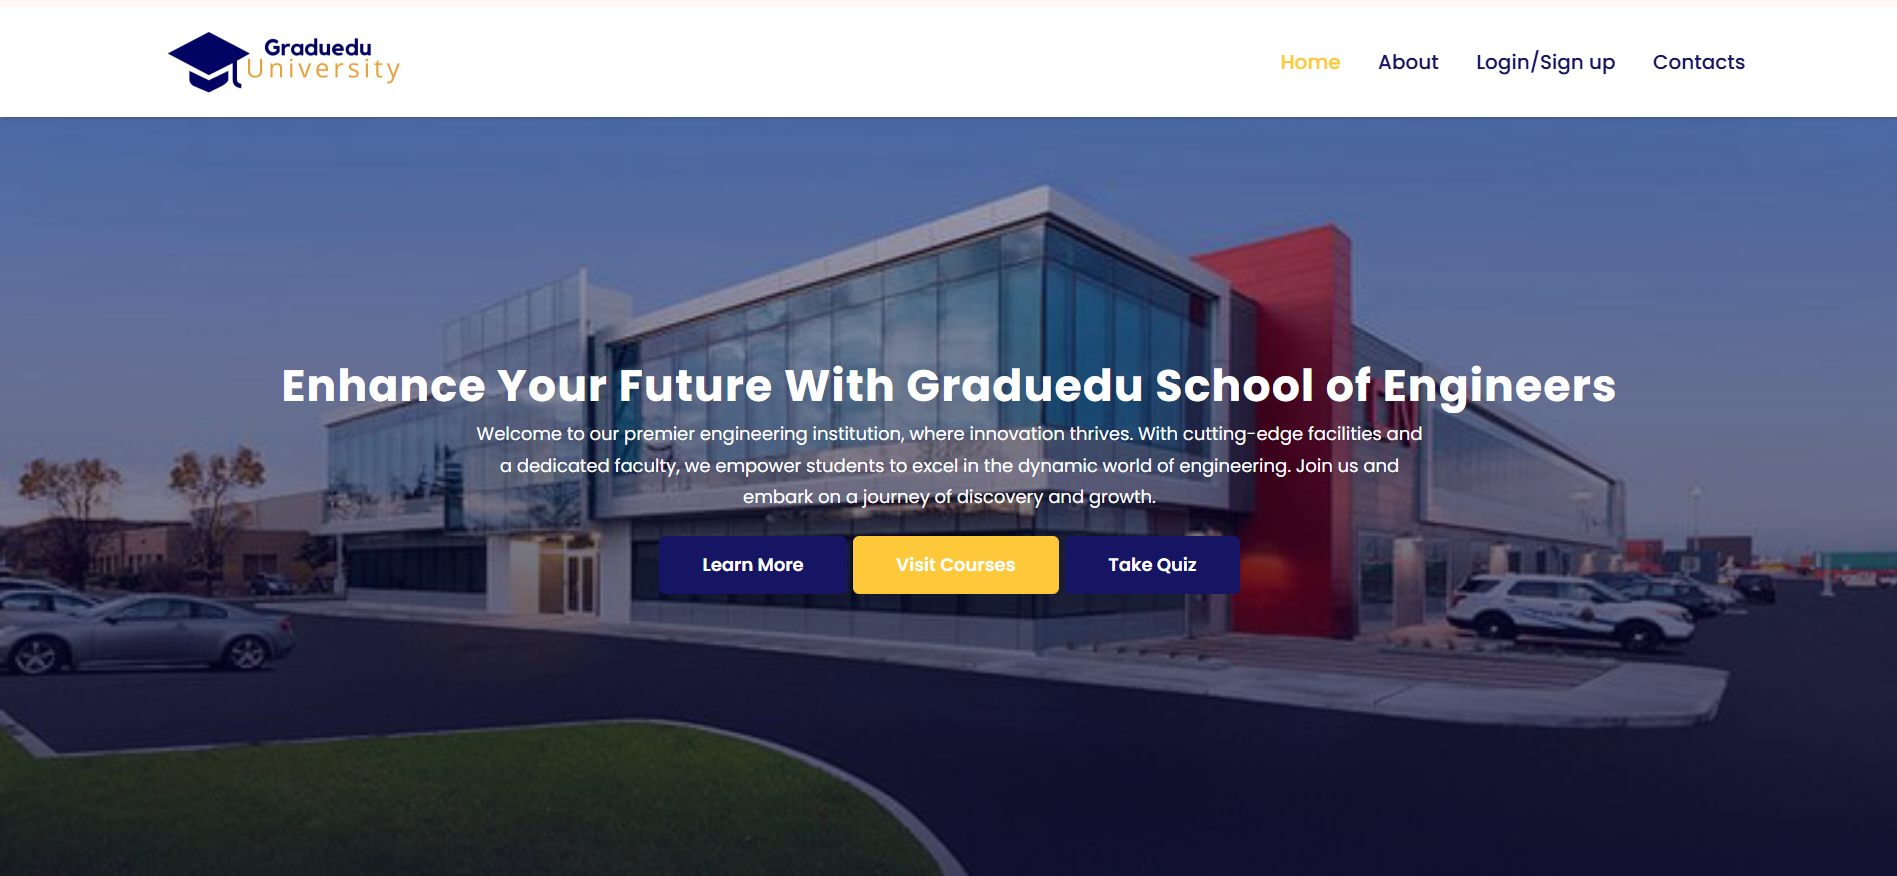 Graduedu
University
Home About Login/Sign up Contacts
Enhance Your Future With Graduedu School of Engineers
Welcome to our premier engineering institution, where innovation thrives. With cutting-edge facilities and
a dedicated faculty, we empower students to excel in the dynamic world of engineering. Join us and
embark on a journey of discovery and growth.
Learn More Visit Courses Take Quiz